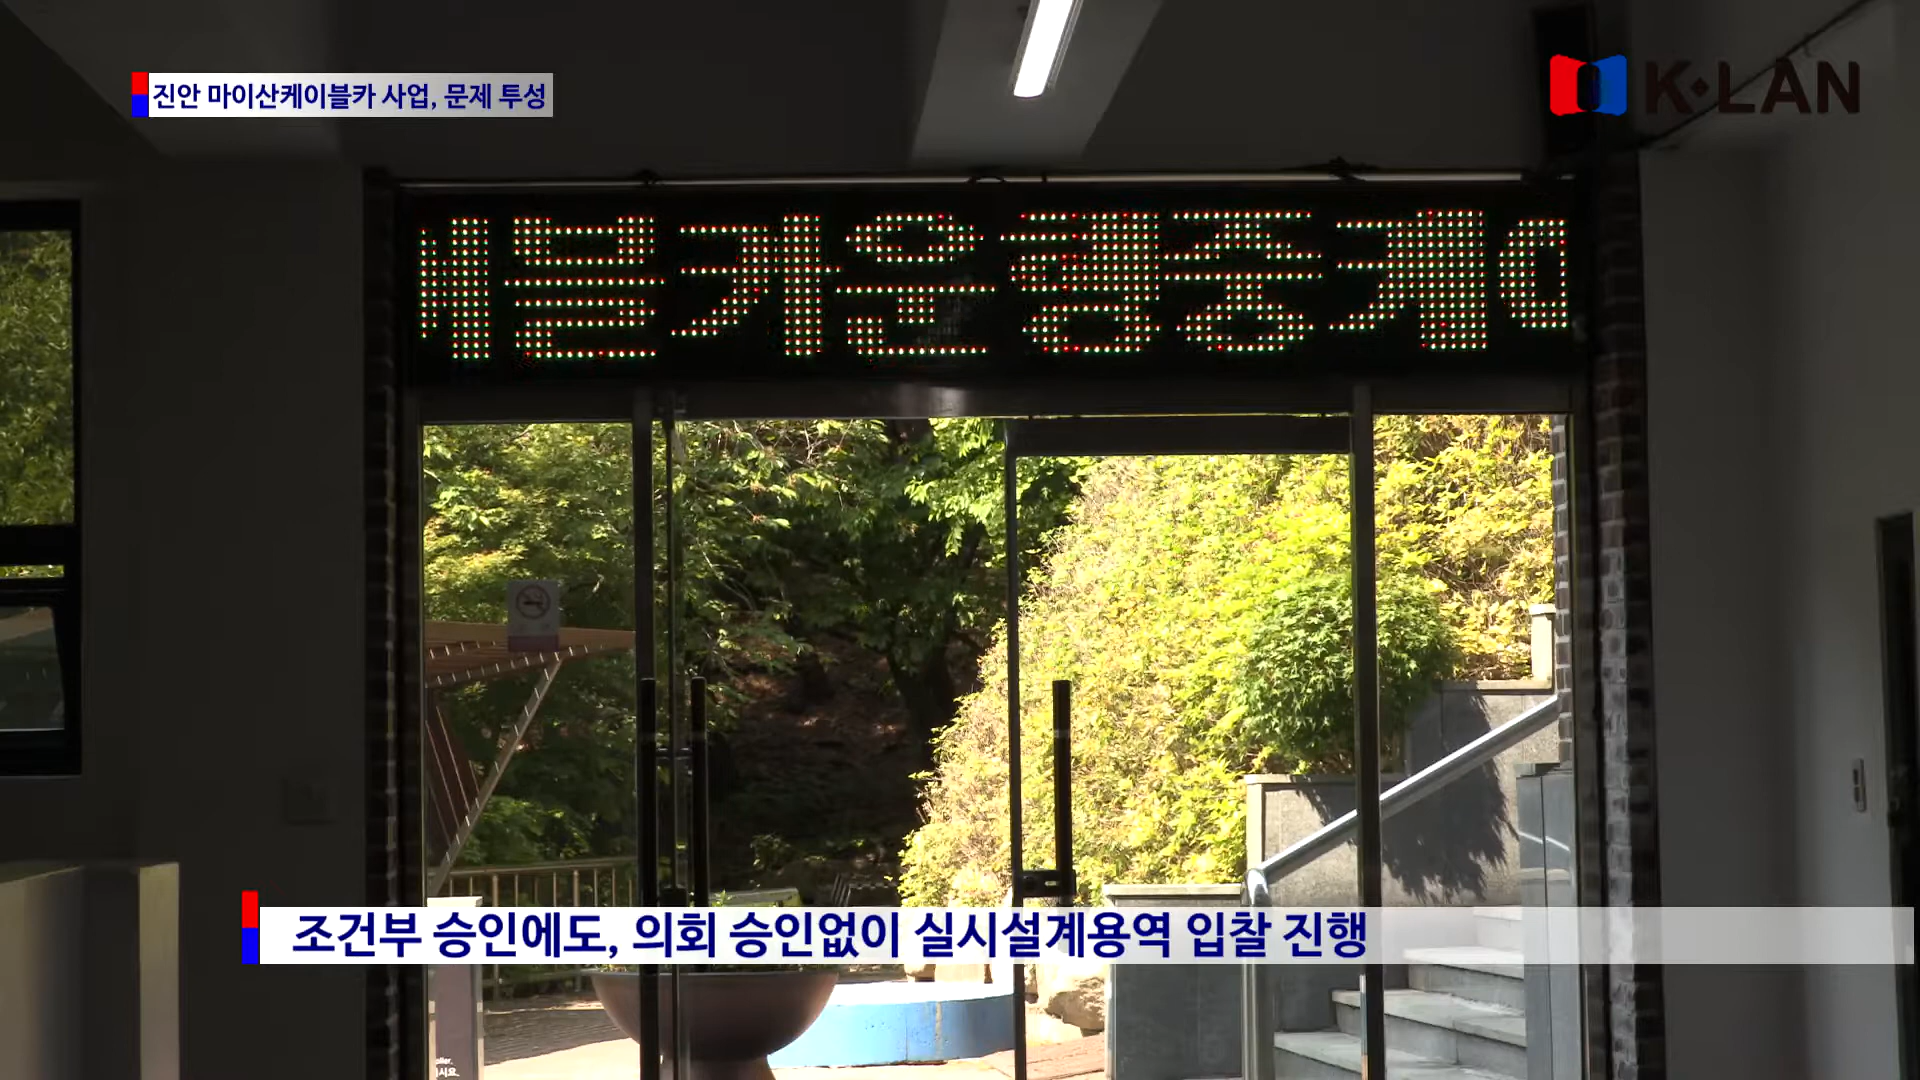 진안 마이산케이블카 사업, 문제 투성
K·LAN
블카운행중케이
조건부 승인에도, 의회 승인없이 실시설계용역 입찰 진행